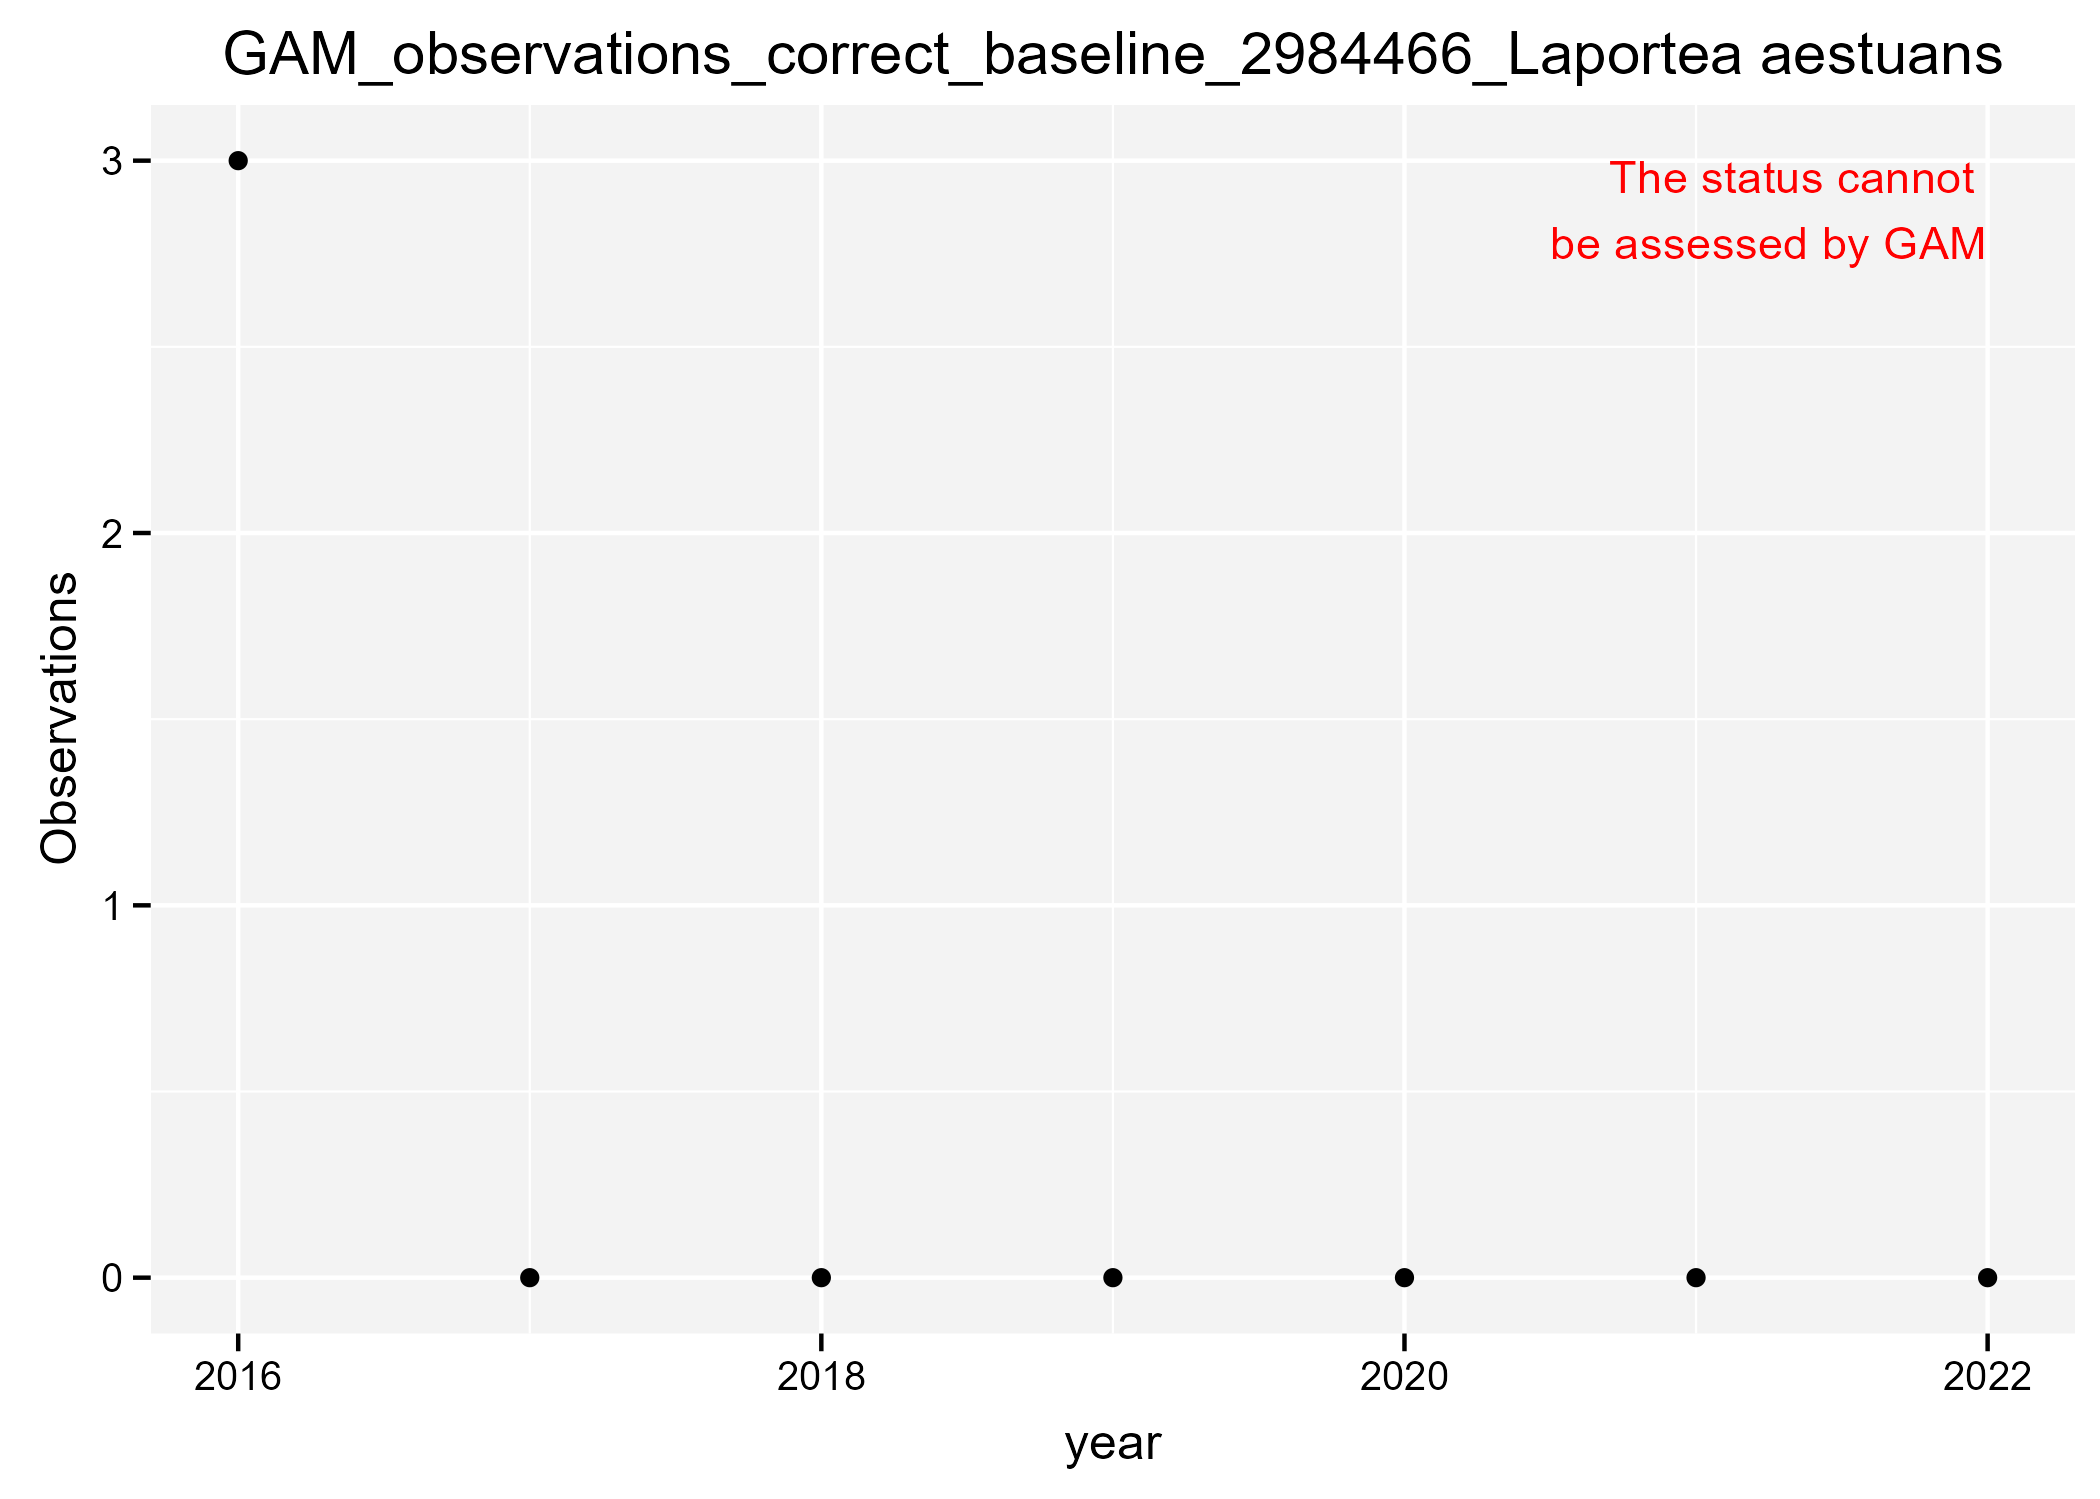 GAM_observations_correct_baseline_2984466_Laportea aestuans
The status cannot
be assessed by GAM
3
2
1
0
Observations
2016 2018 2020 2022
year